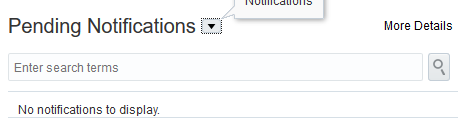 Notifications
Pending Notifications
More Details
Enter search terms
No notifications to display.